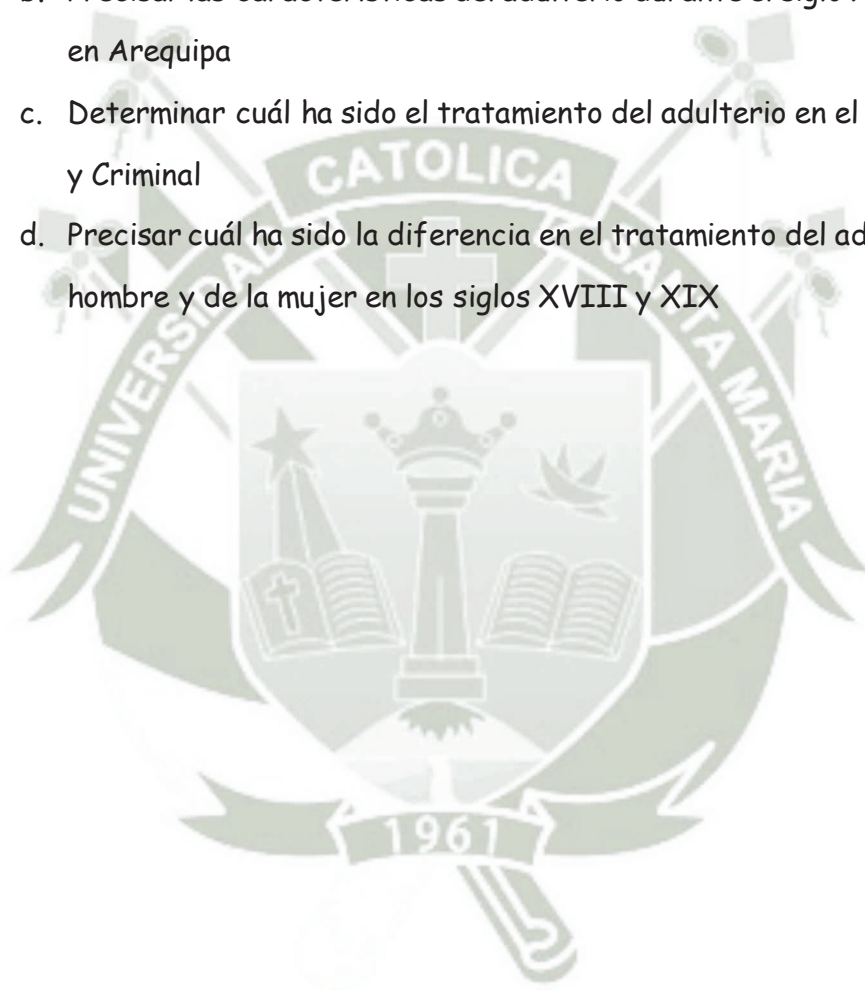 en Arequipa
c. Determinar cuál ha sido el tratamiento del adulterio en el
y Criminal
d. Precisar cuál ha sido la diferencia en el tratamiento del
hombre y de la mujer en los siglos XVIII y XIX
UNIVERSIDAD CATOLICA SANTA MARIA
1961